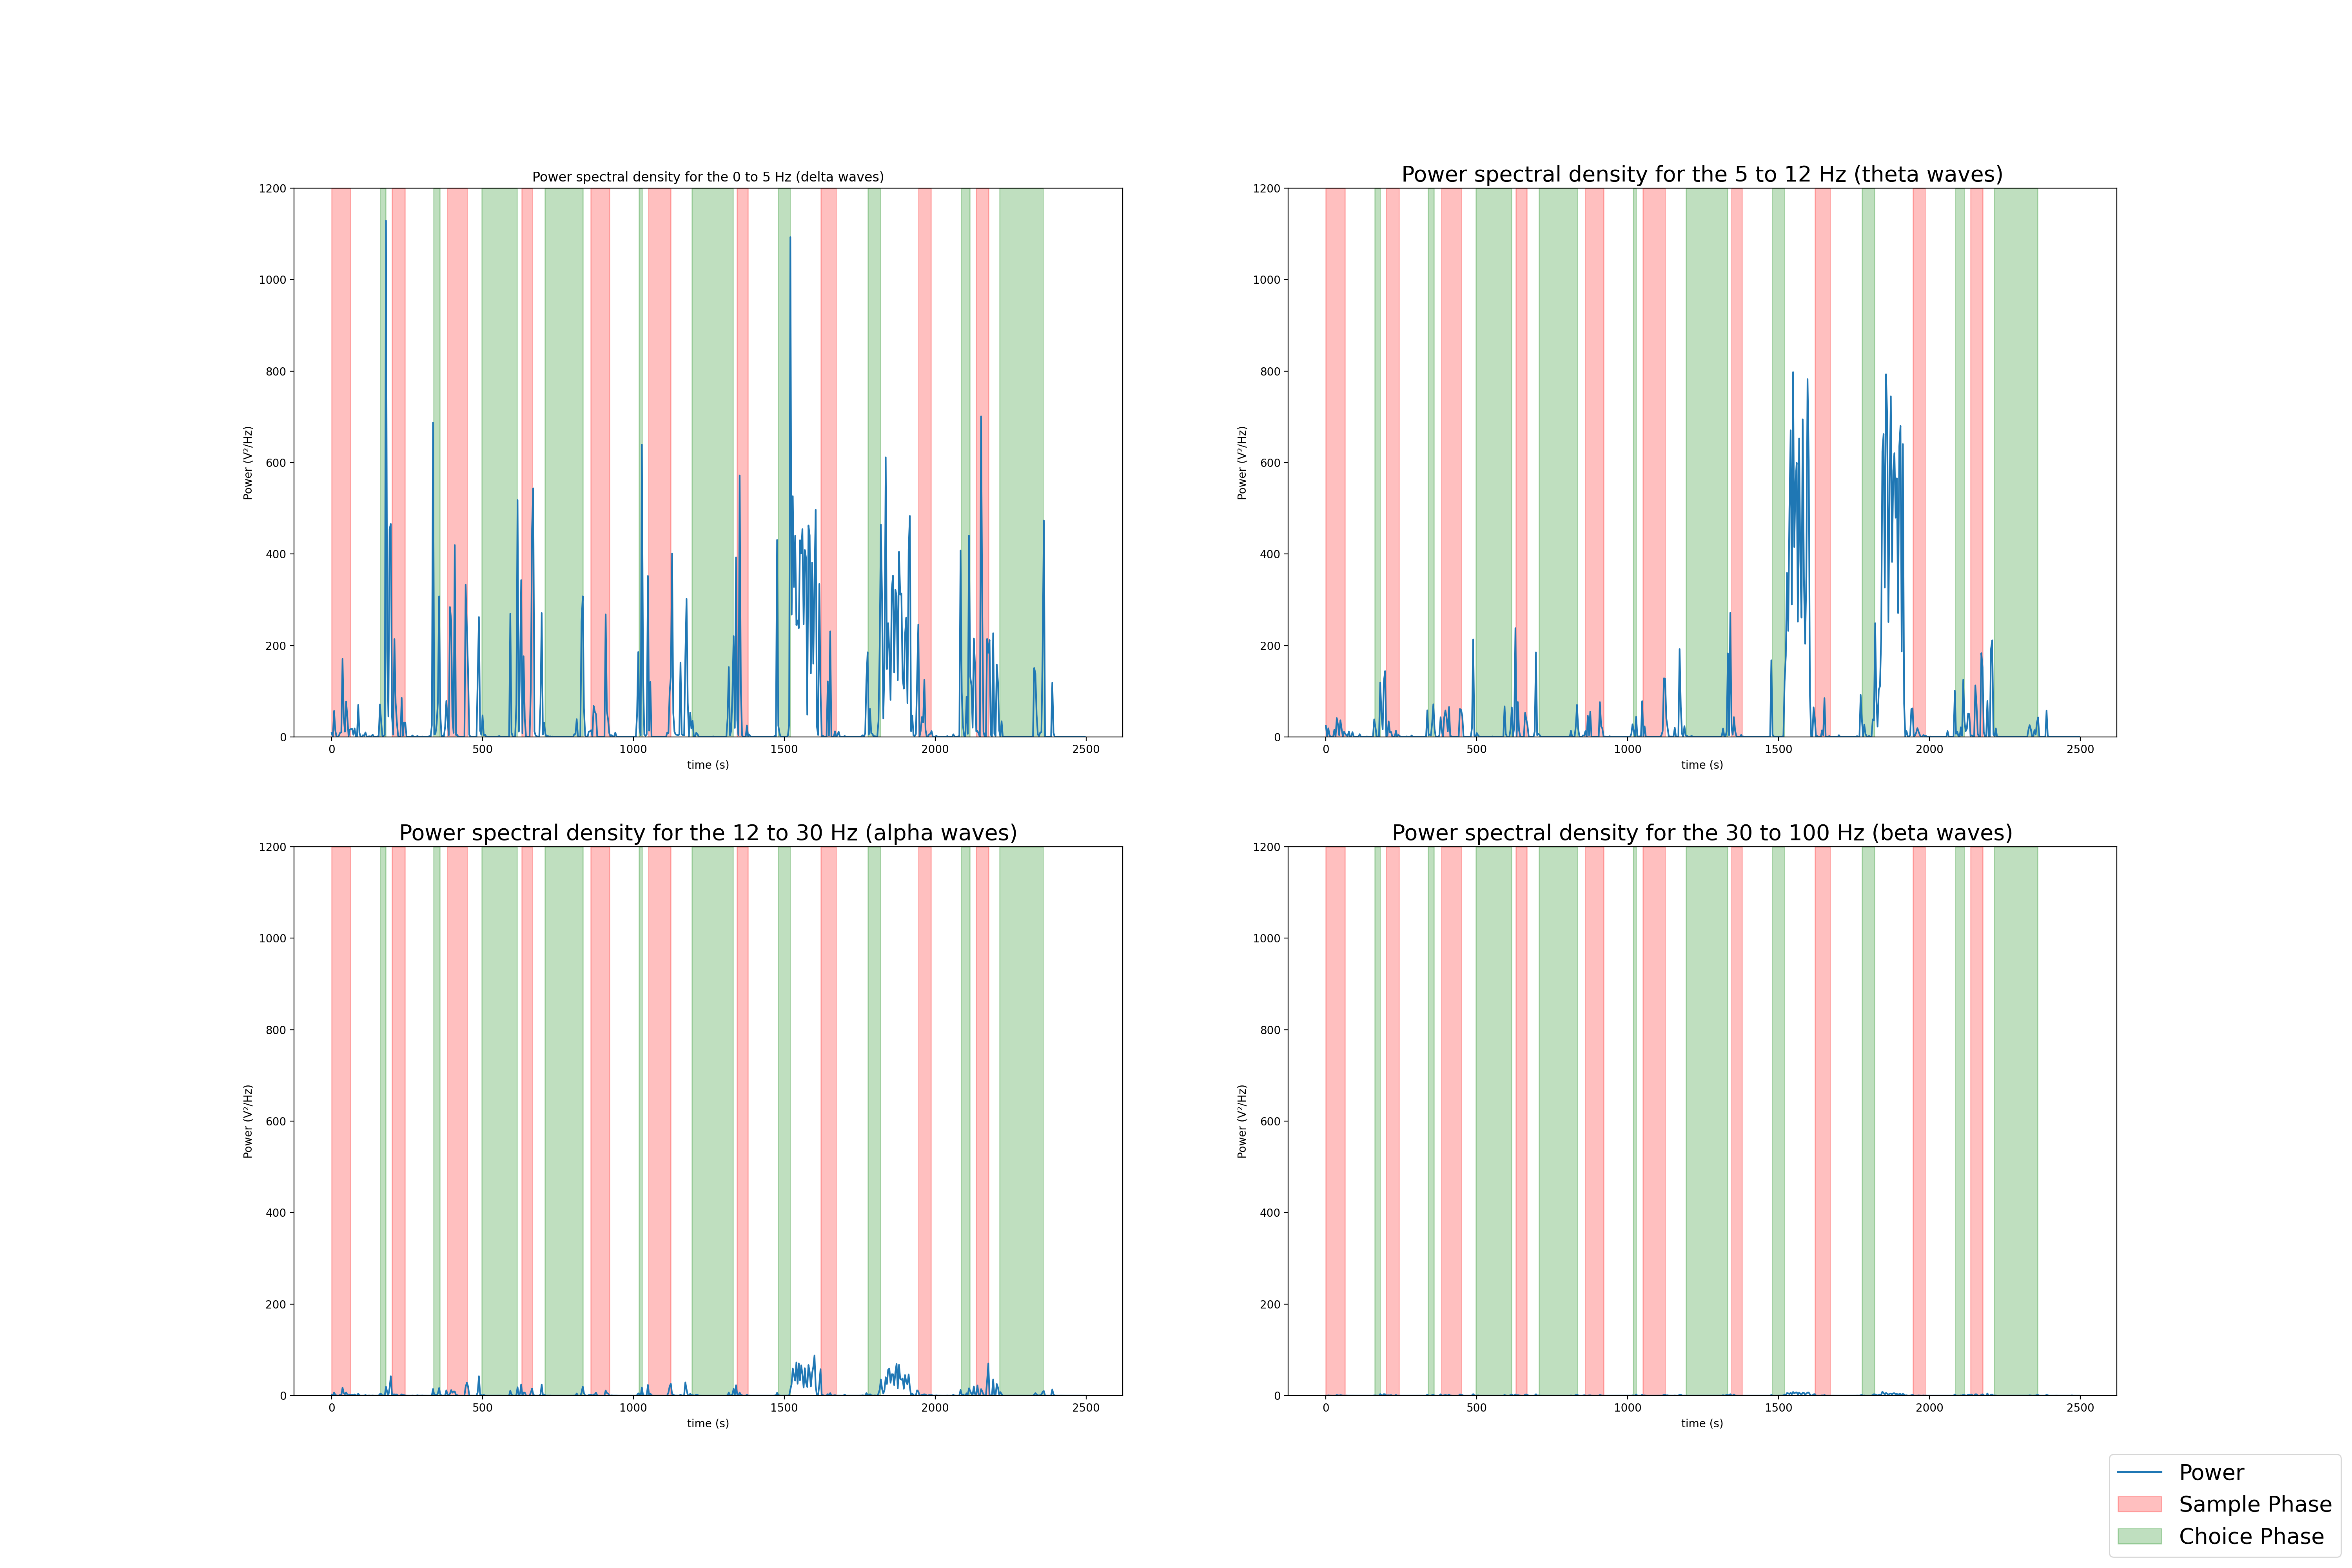 Power spectral density for the 0 to 5 Hz (delta waves)
1200
1000
800
600
400
200
0
Power (V²/Hz)
0 500 1000 1500 2000 2500
time (s)
Power spectral density for the 5 to 12 Hz (theta waves)
1200
1000
800
600
400
200
0
Power (V²/Hz)
0 500 1000 1500 2000 2500
time (s)
Power spectral density for the 12 to 30 Hz (alpha waves)
1200
1000
800
600
400
200
0
Power (V²/Hz)
0 500 1000 1500 2000 2500
time (s)
Power spectral density for the 30 to 100 Hz (beta waves)
1200
1000
800
600
400
200
0
Power (V²/Hz)
0 500 1000 1500 2000 2500
time (s)
Power
Sample Phase
Choice Phase